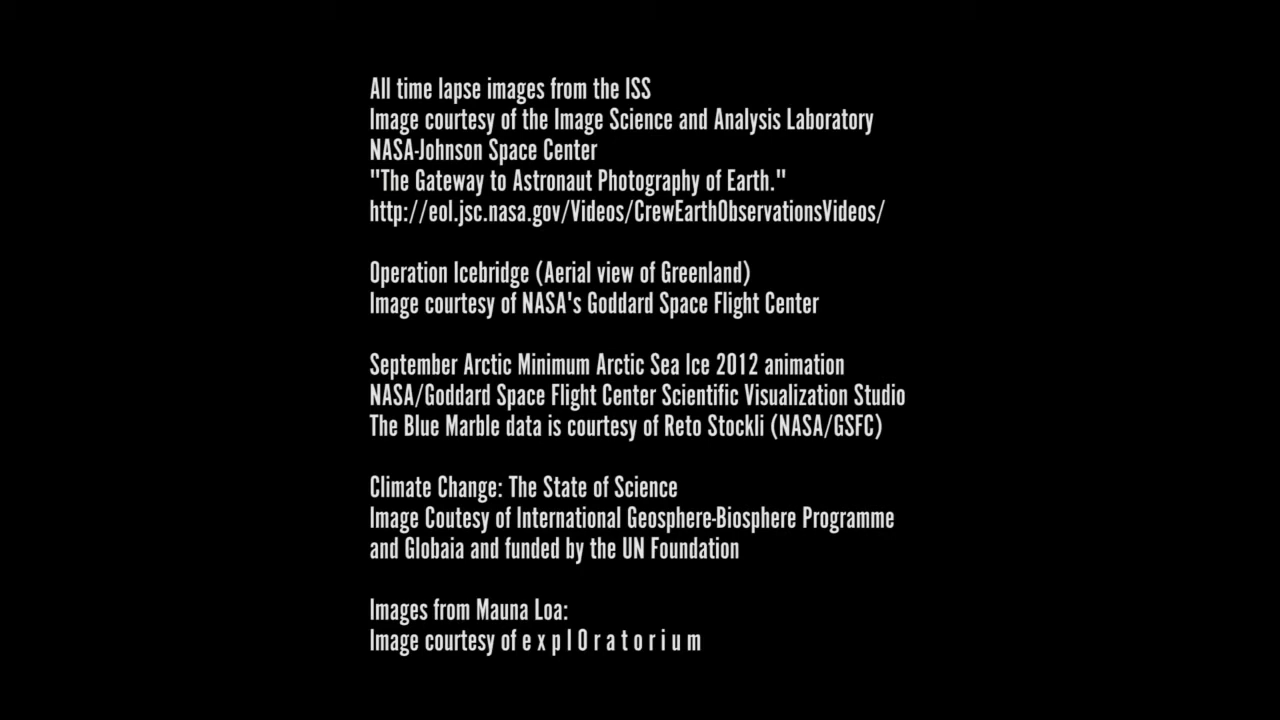 All time lapse images from the ISS
Image courtesy of the Image Science and Analysis Laboratory
NASA-Johnson Space Center
"The Gateway to Astronaut Photography of Earth."
http://eol.jsc.nasa.gov/Videos/CrewEarthObservationsVideos/
Operation Icebridge (Aerial view of Greenland)
Image courtesy of NASA's Goddard Space Flight Center
September Arctic Minimum Arctic Sea Ice 2012 animation
NASA/Goddard Space Flight Center Scientific Visualization Studio
The Blue Marble data is courtesy of Reto Stockli (NASA/GSFC)
Climate Change: The State of Science
Image Coutesy of International Geosphere-Biosphere Programme
and Globaia and funded by the UN Foundation
Images from Mauna Loa:
Image courtesy of e x p l O r a t o r i u m